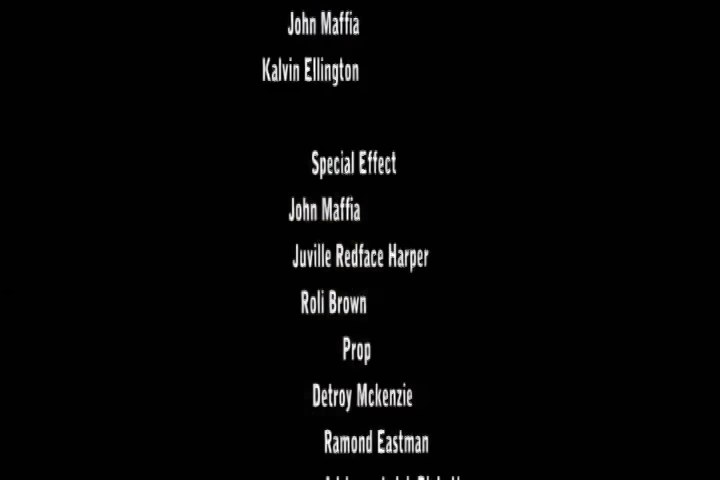 John Maffia
Kalvin Ellington
Special Effect
John Maffia
Juville Redface Harper
Roli Brown
Prop
Detroy Mckenzie
Ramond Eastman